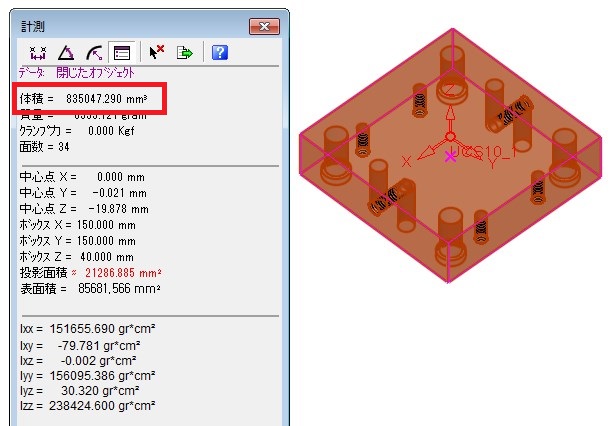 計測
データ: 閉じたオブジェクト
体積 = 835047.290 mm³
質量 =
クランプ力 = 0.000 Kgf
面数 = 34
中心点 X = 0.000 mm
中心点 Y = -0.021 mm
中心点 Z = -19.878 mm
ボックス X = 150.000 mm
ボックス Y = 150.000 mm
ボックス Z = 40.000 mm
投影面積 ≈ 21286.885 mm²
表面積 = 85681.566 mm²
Ixx = 151655.690 gr*cm²
Ixy = -79.781 gr*cm²
Ixz = -0.002 gr*cm²
Iyy = 156095.386 gr*cm²
Iyz = 30.320 gr*cm²
Izz = 238424.600 gr*cm²
X
Y